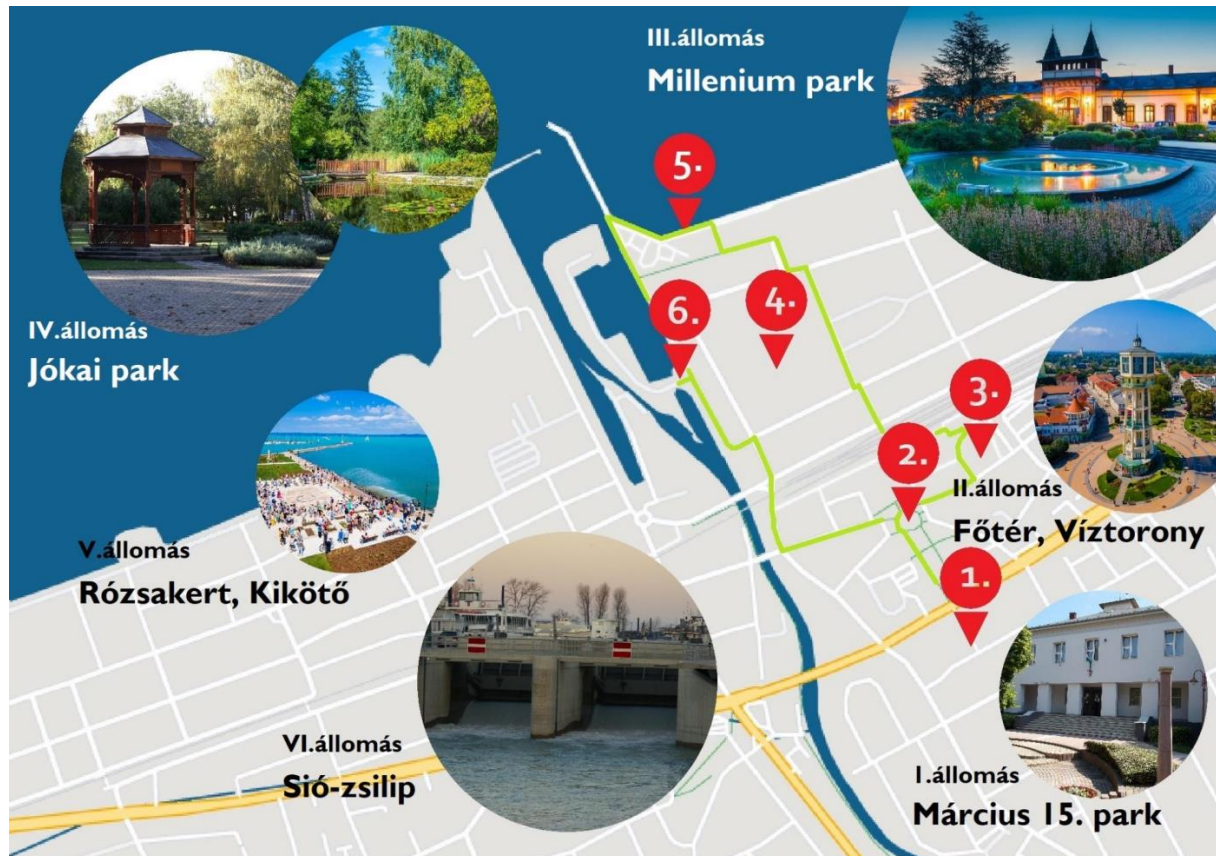 III.állomás
Millenium park
5.
IV.állomás
Jókai park
6.
4.
3.
2.
II.állomás
Főtér, Víztorony
V.állomás
Rózsakert, Kikötő
1.
VI.állomás
Sió-zsilip
I.állomás
Március 15. park